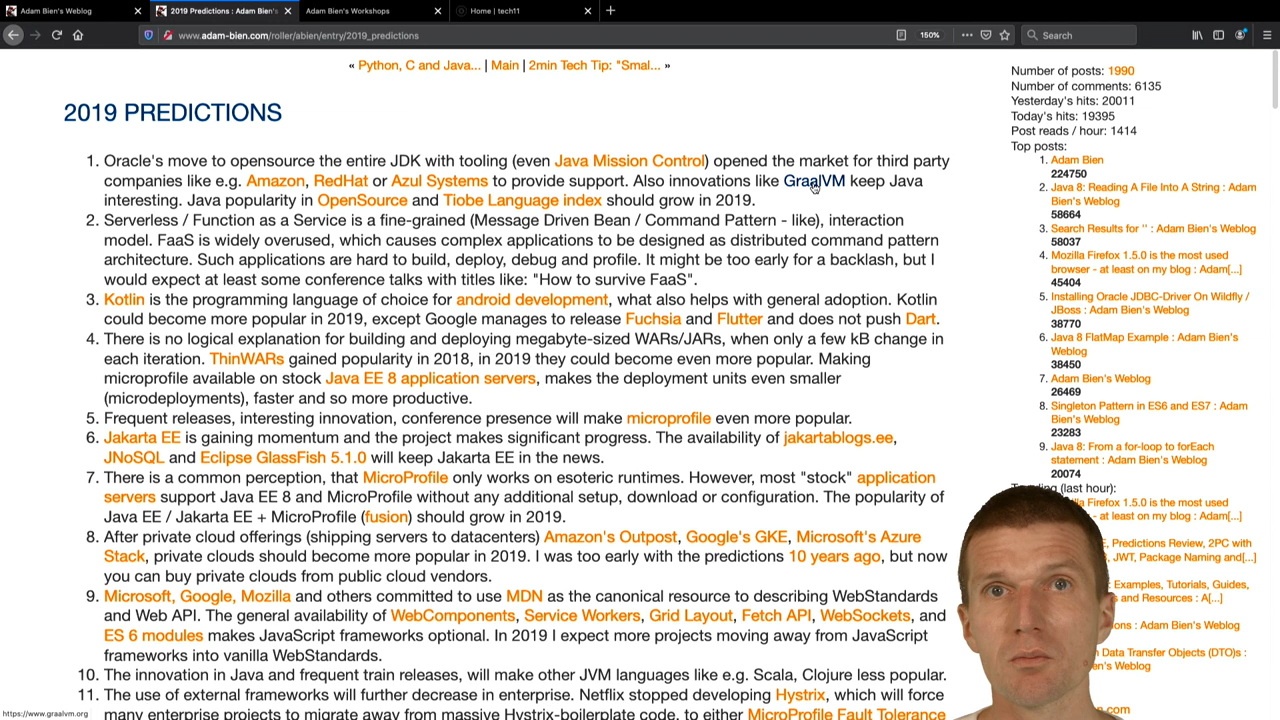 Adam Bien's Weblog
2019 Predictions : Adam Bien's
Adam Bien's Workshops
Home | tech11
www.adam-bien.com/roller/abien/entry/2019_predictions
150%
Search
« Python, C and Java... | Main | 2min Tech Tip: "Smal... »
2019 PREDICTIONS
1. Oracle's move to opensource the entire JDK with tooling (even Java Mission Control) opened the market for third party
companies like e.g. Amazon, RedHat or Azul Systems to provide support. Also innovations like GraalVM keep Java
interesting. Java popularity in OpenSource and Tiobe Language index should grow in 2019.
2. Serverless / Function as a Service is a fine-grained (Message Driven Bean / Command Pattern - like), interaction
model. FaaS is widely overused, which causes complex applications to be designed as distributed command pattern
architecture. Such applications are hard to build, deploy, debug and profile. It might be too early for a backlash, but I
would expect at least some conference talks with titles like: "How to survive FaaS".
3. Kotlin is the programming language of choice for android development, what also helps with general adoption. Kotlin
could become more popular in 2019, except Google manages to release Fuchsia and Flutter and does not push Dart.
4. There is no logical explanation for building and deploying megabyte-sized WARs/JARs, when only a few kB change in
each iteration. ThinWARs gained popularity in 2018, in 2019 they could become even more popular. Making
microprofile available on stock Java EE 8 application servers, makes the deployment units even smaller
(microdeployments), faster and so more productive.
5. Frequent releases, interesting innovation, conference presence will make microprofile even more popular.
6. Jakarta EE is gaining momentum and the project makes significant progress. The availability of jakartablogs.ee,
JNoSQL and Eclipse GlassFish 5.1.0 will keep Jakarta EE in the news.
7. There is a common perception, that MicroProfile only works on esoteric runtimes. However, most "stock" application
servers support Java EE 8 and MicroProfile without any additional setup, download or configuration. The popularity of
Java EE / Jakarta EE + MicroProfile (fusion) should grow in 2019.
8. After private cloud offerings (shipping servers to datacenters) Amazon's Outpost, Google's GKE, Microsoft's Azure
Stack, private clouds should become more popular in 2019. I was too early with the predictions 10 years ago, but now
you can buy private clouds from public cloud vendors.
9. Microsoft, Google, Mozilla and others committed to use MDN as the canonical resource to describing WebStandards
and Web API. The general availability of WebComponents, Service Workers, Grid Layout, Fetch API, WebSockets, and
ES 6 modules makes JavaScript frameworks optional. In 2019 I expect more projects moving away from JavaScript
frameworks into vanilla WebStandards.
10. The innovation in Java and frequent train releases, will make other JVM languages like e.g. Scala, Clojure less popular.
11. The use of external frameworks will further decrease in enterprise. Netflix stopped developing Hystrix, which will force
many enterprise projects to migrate away from massive Hystrix-boilerplate code, to either MicroProfile Fault Tolerance
https://www.graalvm.org
Number of posts: 1990
Number of comments: 6135
Yesterday's hits: 20011
Today's hits: 19395
Post reads / hour: 1414
Top posts:
1. Adam Bien
224750
2. Java 8: Reading A File Into A String : Adam
Bien's Weblog
58664
3. Search Results for '' : Adam Bien's Weblog
58037
4. Mozilla Firefox 1.5.0 is the most used
browser - at least on my blog : Adam[...]
45404
5. Installing Oracle JDBC-Driver On Wildfly /
JBoss : Adam Bien's Weblog
38770
6. Java 8 FlatMap Example : Adam Bien's
Weblog
38450
7. Adam Bien's Weblog
26469
8. Singleton Pattern in ES6 and ES7 : Adam
Bien's Weblog
23283
9. Java 8: From a for-loop to forEach
statement : Adam Bien's Weblog
20074
(last hour):
Firefox 1.5.0 is the most used
- at least on my blog : Adam[...]
Predictions Review, 2PC with
JWT, Package Naming and[...]
Examples, Tutorials, Guides,
and Resources : A[...]
: Adam Bien's Weblog
Data Transfer Objects (DTO)s :
Weblog